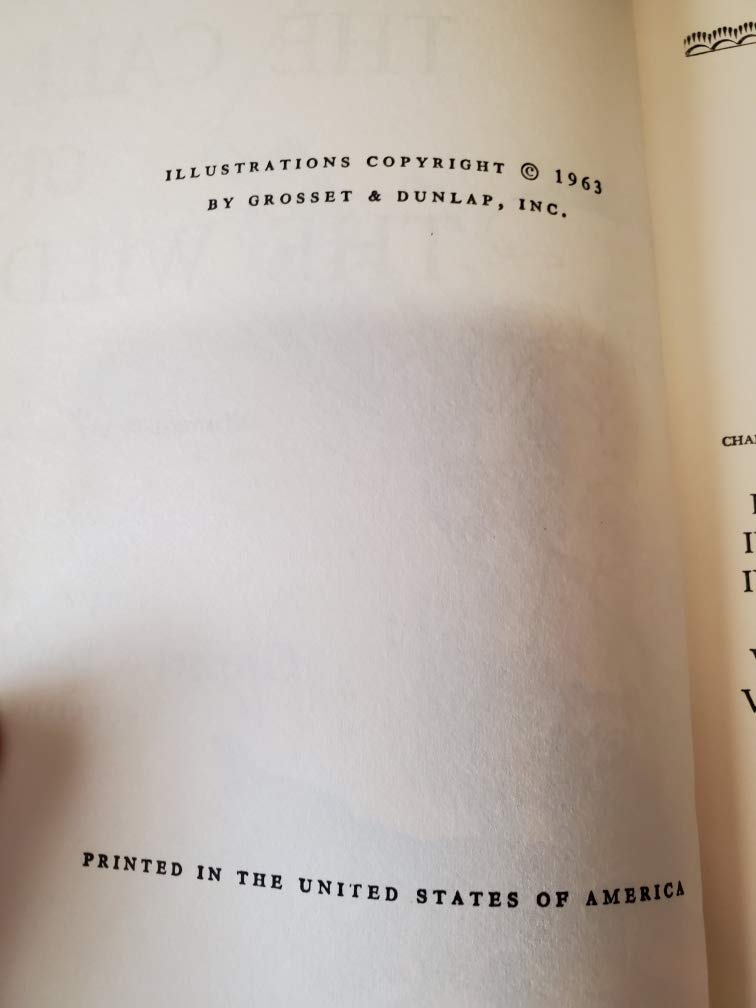 ILLUSTRATIONS COPYRIGHT © 1963
BY GROSSET & DUNLAP, INC.
PRINTED IN THE UNITED STATES OF AMERICA